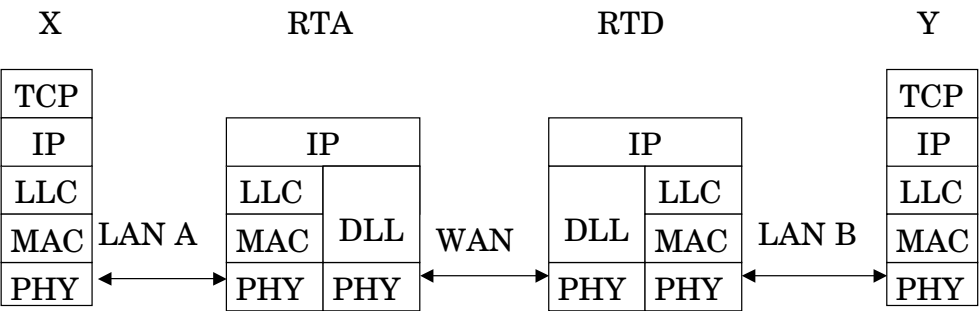 X RTA RTD Y
TCP TCP
IP IP IP IP
LLC LLC LLC LLC
MAC LAN A MAC DLL WAN DLL MAC LAN B MAC
PHY PHY PHY PHY PHY PHY